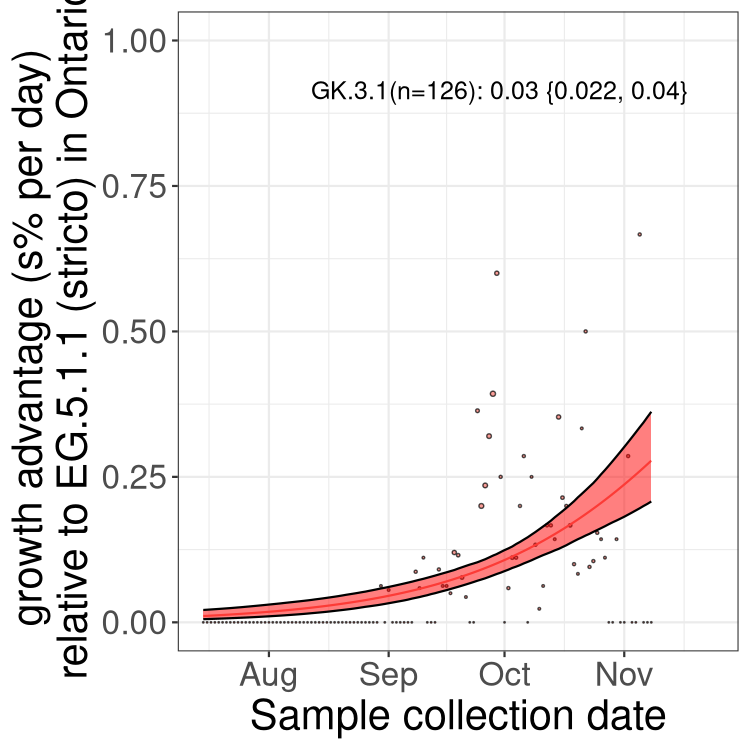 growth advantage (s% per day)
relative to EG.5.1.1 (stricto) in Ontario
1.00
0.75
0.50
0.25
0.00
GK.3.1(n=126): 0.03 {0.022, 0.04}
Aug Sep Oct Nov
Sample collection date